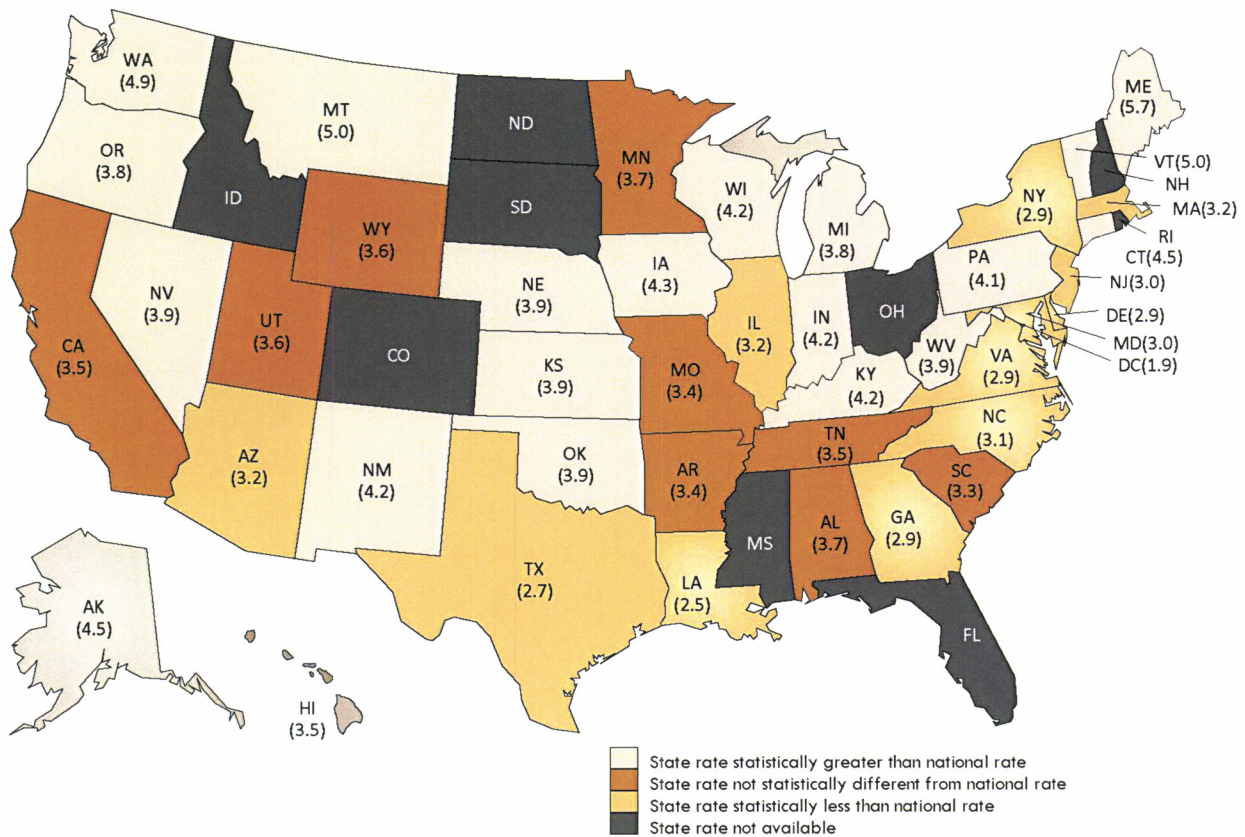 WA
(4.9)
MT
(5.0)
ND
MN
(3.7)
ME
(5.7)
OR
(3.8)
ID
SD
WI
(4.2)
MI
(3.8)
VT(5.0)
NH
NY
(2.9)
MA(3.2)
RI
CT(4.5)
WY
(3.6)
IA
(4.3)
PA
(4.1)
NJ(3.0)
NV
(3.9)
NE
(3.9)
UT
(3.6)
CO
IL
(3.2)
IN
(4.2)
OH
DE(2.9)
MD(3.0)
DC(1.9)
WV
(3.9)
VA
(2.9)
CA
(3.5)
KS
(3.9)
MO
(3.4)
KY
(4.2)
NC
(3.1)
TN
(3.5)
AZ
(3.2)
NM
(4.2)
OK
(3.9)
AR
(3.4)
SC
(3.3)
MS
AL
(3.7)
GA
(2.9)
TX
(2.7)
LA
(2.5)
FL
AK
(4.5)
HI
(3.5)
State rate statistically greater than national rate
State rate not statistically different from national rate
State rate statistically less than national rate
State rate not available